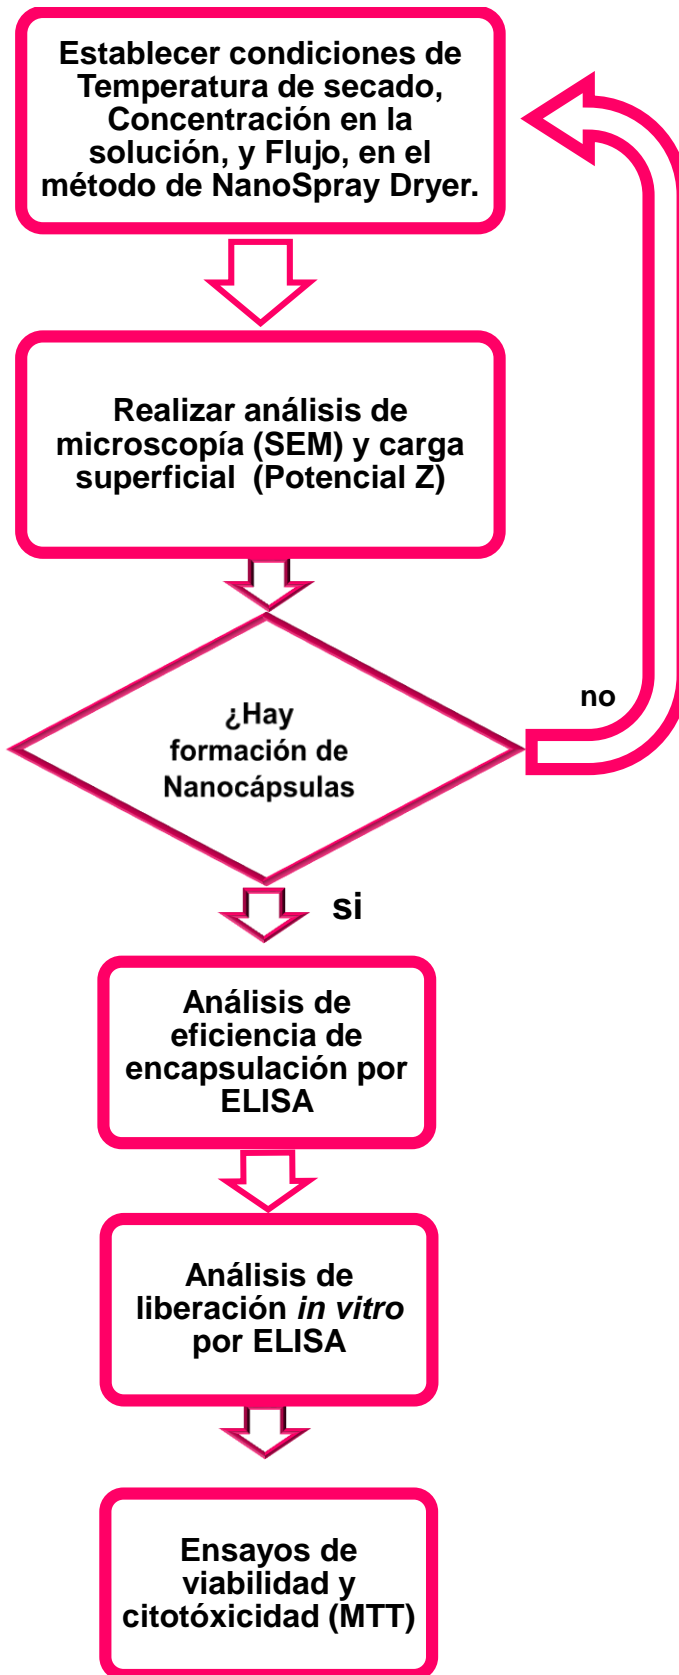 Establecer condiciones de
Temperatura de secado,
Concentración en la
solución, y Flujo, en el
método de NanoSpray Dryer.
Realizar análisis de
microscopía (SEM) y carga
superficial (Potencial Z)
¿Hay
formación de
Nanocápsulas
no
si
Análisis de
eficiencia de
encapsulación por
ELISA
Análisis de
liberación in vitro
por ELISA
Ensayos de
viabilidad y
citotóxicidad (MTT)